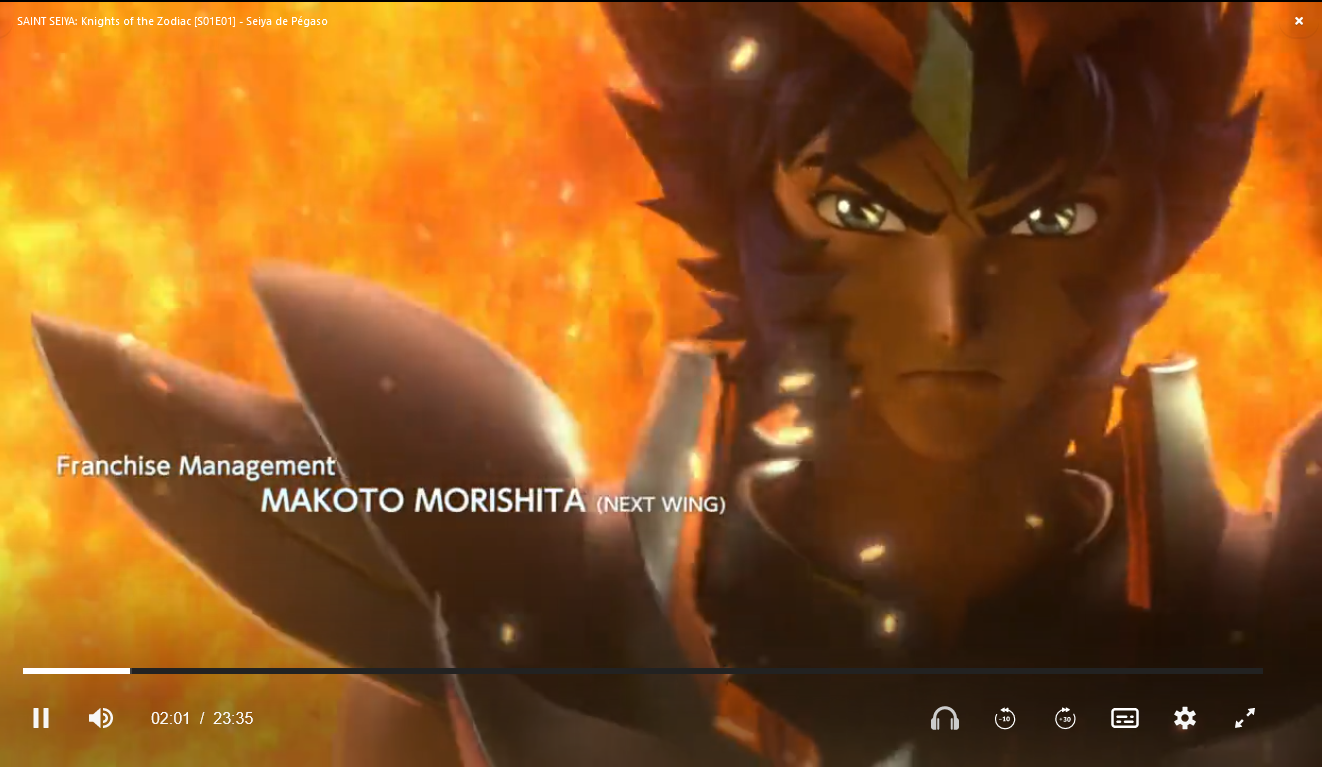 SAINT SEIYA: Knights of the Zodiac [S01E01] - Seiya de Pégaso
Franchise Management
MAKOTO MORISHITA (NEXT WING)
02:01 / 23:35
-10
+30